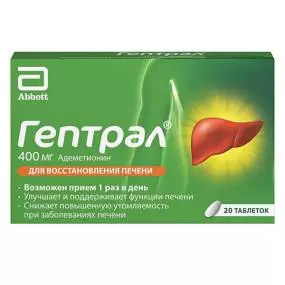 Abbott
Гептрал®
400 мг Адеметионин
ДЛЯ ВОССТАНОВЛЕНИЯ ПЕЧЕНИ
• Возможен прием 1 раз в день
• Улучшает и поддерживает функции печени
• Снижает повышенную утомляемость
при заболеваниях печени
20 ТАБЛЕТОК